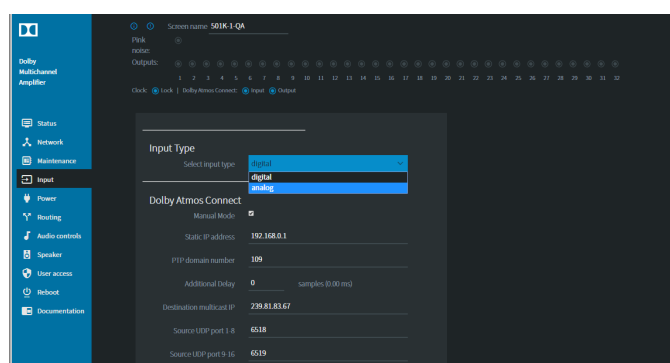 Screen name 501K-1-QA
Pink
noise:
Outputs:
1 2 3 4 5 6 7 8 9 10 11 12 13 14 15 16 17 18 19 20 21 22 23 24 25 26 27 28 29 30 31 32
Clock: Lock | Dolby Atmos Connect: Input Output
Dolby
Multichannel
Amplifier
Status
Network
Maintenance
Input
Power
Routing
Audio controls
Speaker
User access
Reboot
Documentation
Input Type
Select input type digital
digital
analog
Dolby Atmos Connect
Manual Mode
Static IP address 192.168.0.1
PTP domain number 109
Additional Delay 0 samples (0.00 ms)
Destination multicast IP 239.81.83.67
Source UDP port 1-8 6518
Source UDP port 9-16 6519